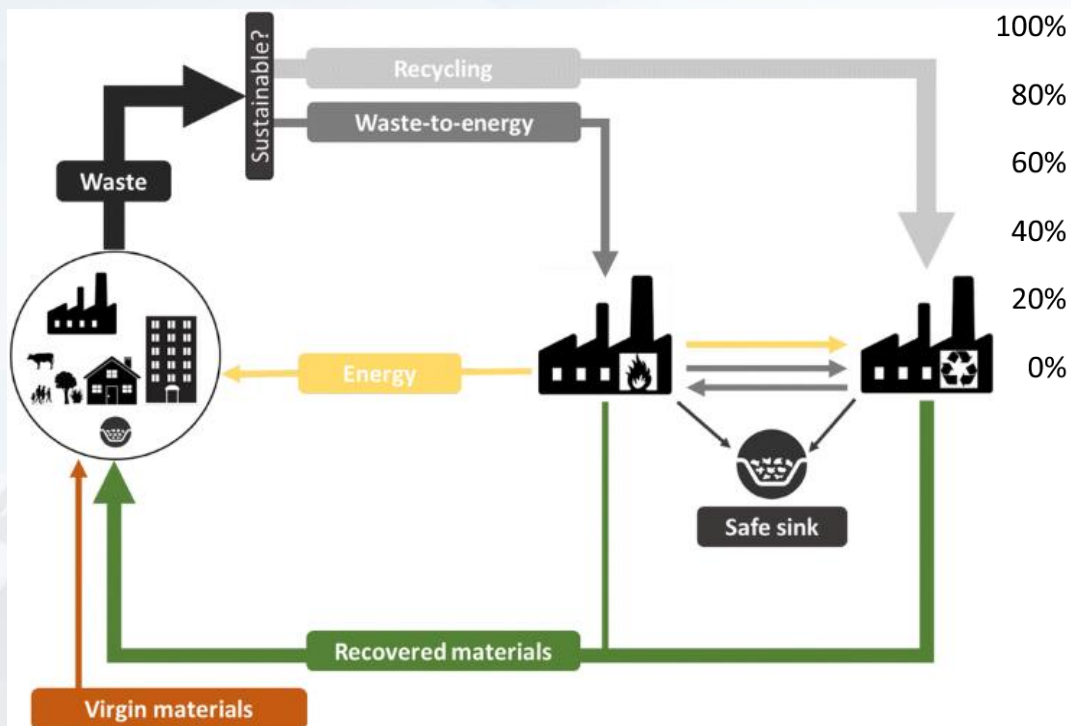 100%
Sustainable?
Recycling
80%
Waste-to-energy
60%
Waste
40%
20%
Energy
0%
Safe sink
Recovered materials
Virgin materials